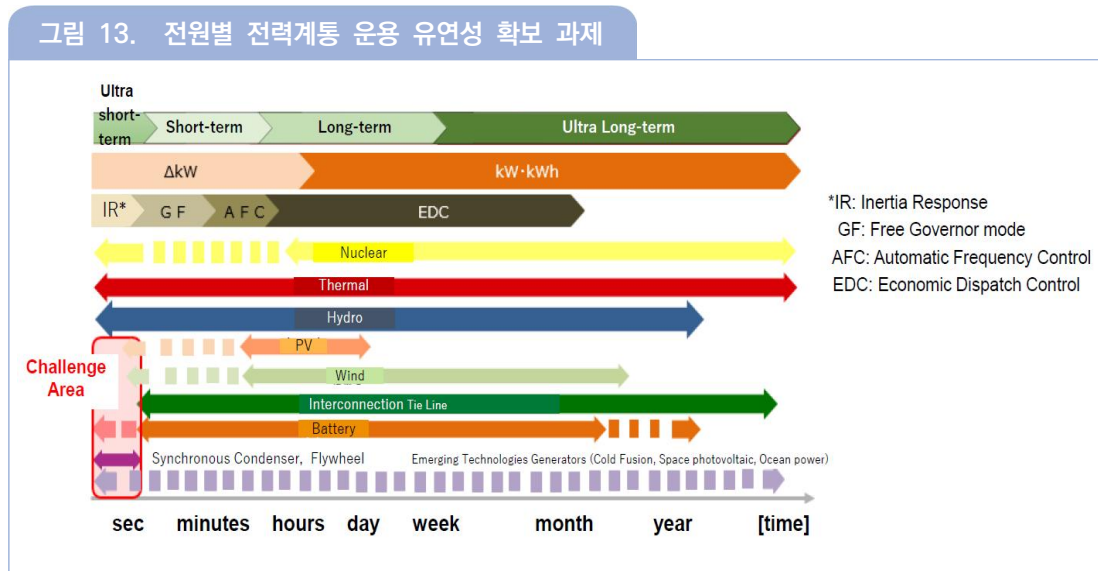 그림 13. 전원별 전력계통 운용 유연성 확보 과제
Ultra
short-
term
Short-term
Long-term
Ultra Long-term
ΔkW
kW·kWh
IR*
G F
A F C
EDC
*IR: Inertia Response
GF: Free Governor mode
AFC: Automatic Frequency Control
EDC: Economic Dispatch Control
Nuclear
Thermal
Hydro
PV
Wind
Challenge
Area
Interconnection Tie Line
Battery
Synchronous Condenser, Flywheel
Emerging Technologies Generators (Cold Fusion, Space photovoltaic, Ocean power)
sec minutes hours day week month year [time]